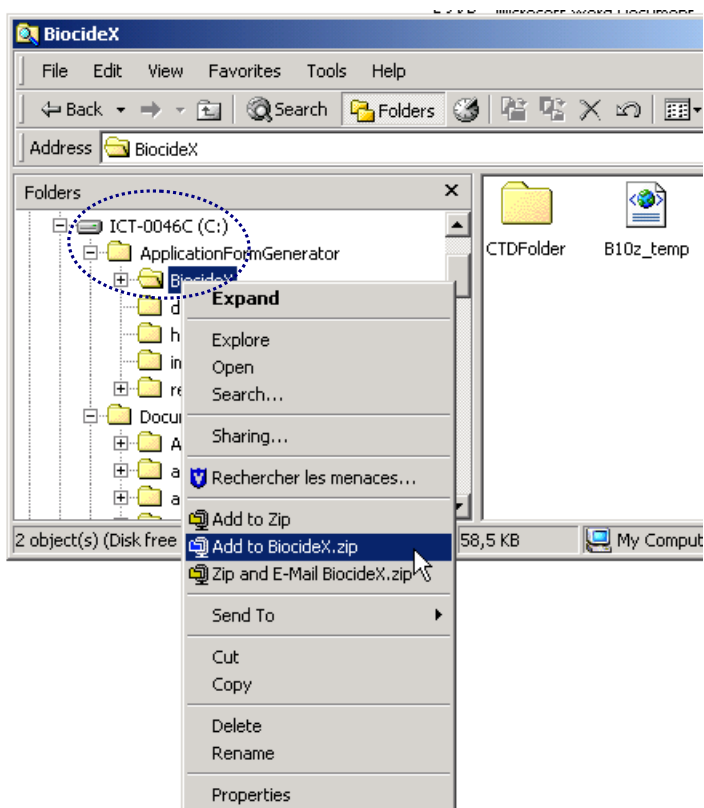 BiocideX
File Edit View Favorites Tools Help
Back Search Folders
Address BiocideX
Folders
ICT-0046C (C:)
ApplicationFormGenerator
BiocideX
CTDFolder B10z_temp
Expand
Explore
Open
Search...
Sharing...
Rechercher les menaces...
Add to Zip
2 object(s) (Disk free 58,5 KB My Comput
Add to BiocideX.zip
Zip and E-Mail BiocideX.zip
Send To
Cut
Copy
Delete
Rename
Properties